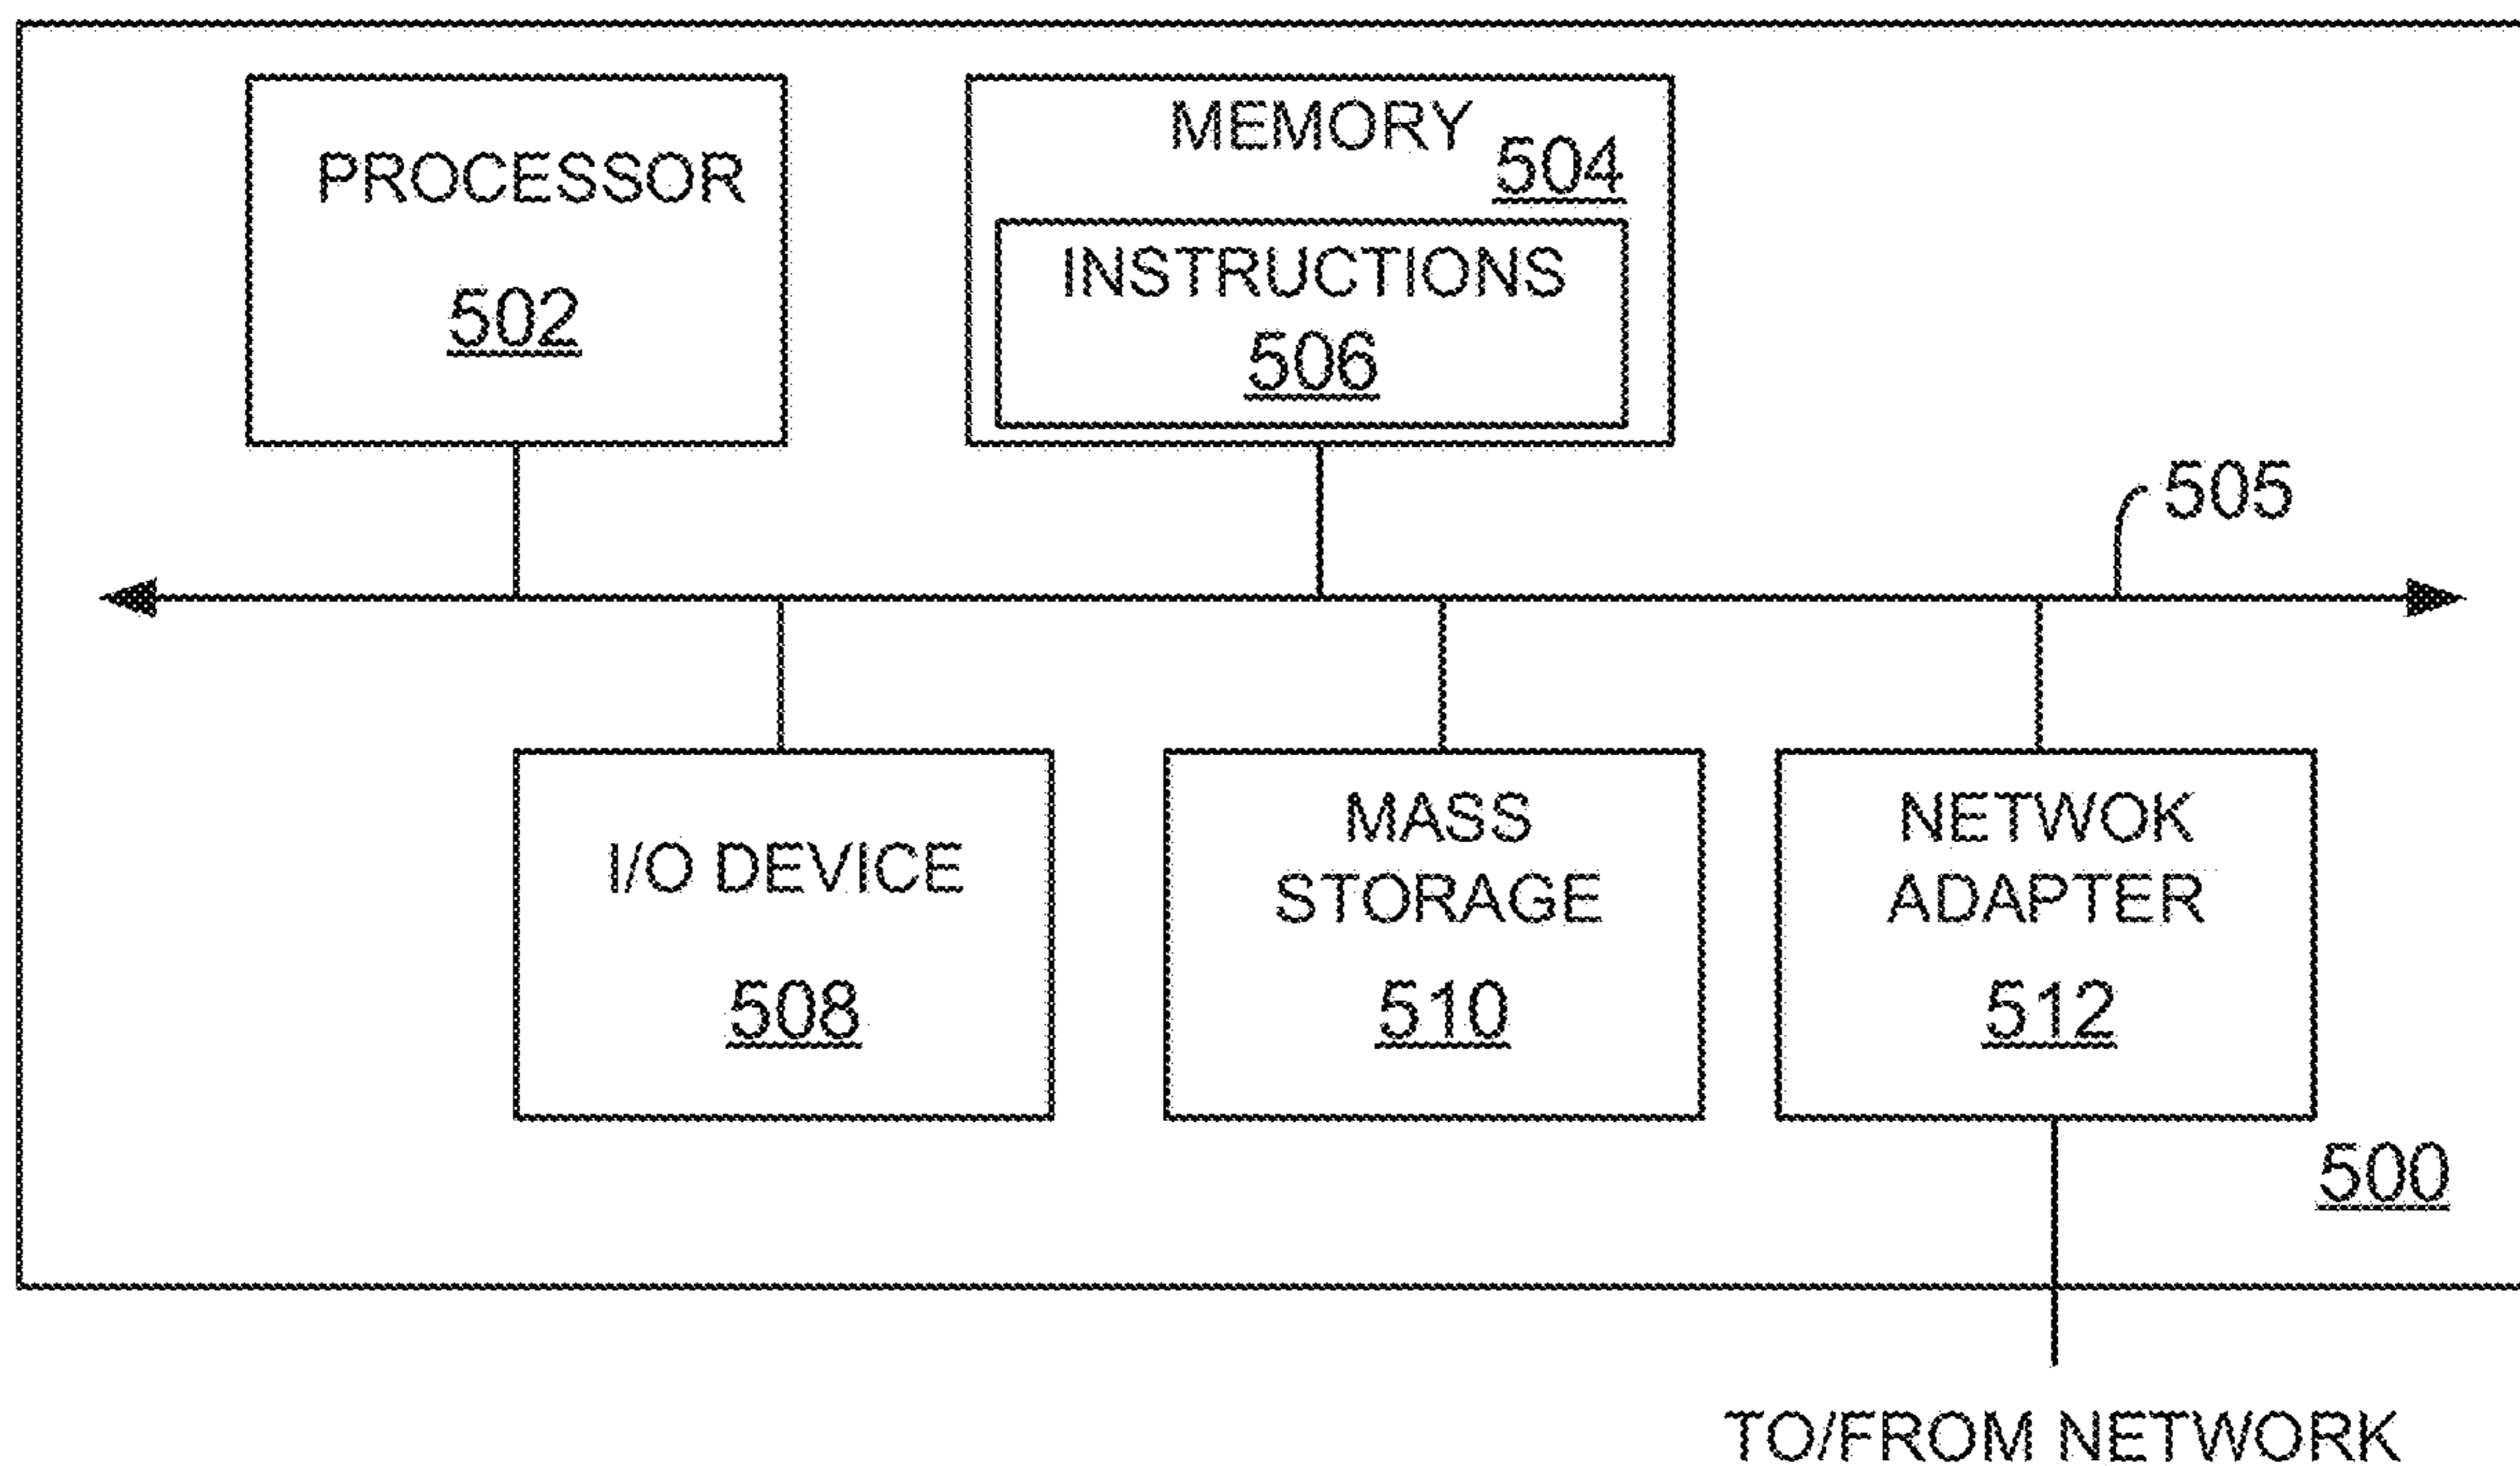 PROCESSOR
502
MEMORY
504
INSTRUCTIONS
506
505
I/O DEVICE
508
MASS
STORAGE
510
NETWOK
ADAPTER
512
500
TO/FROM NETWORK